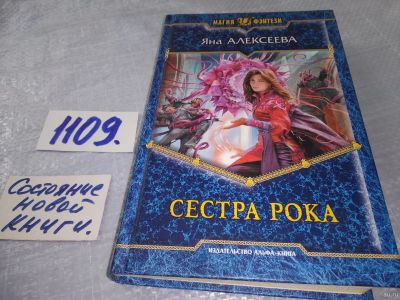 МАГИЯ ФЭНТЕЗИ
Яна АЛЕКСЕЕВА
1109.
Состояние
новой
книги.
СЕСТРА РОКА
ИЗДАТЕЛЬСТВО АЛЬФА-КНИГА